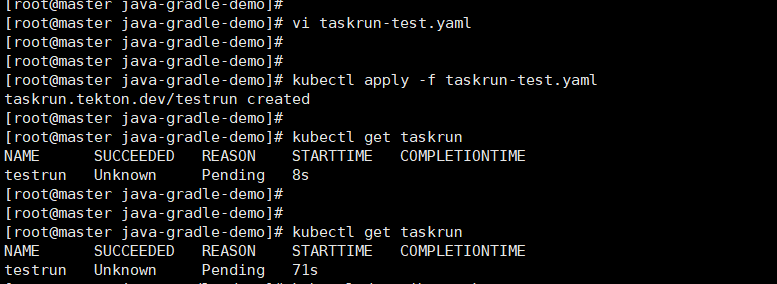 [root@master java-gradle-demo]#
[root@master java-gradle-demo]# vi taskrun-test.yaml
[root@master java-gradle-demo]#
[root@master java-gradle-demo]#
[root@master java-gradle-demo]# kubectl apply -f taskrun-test.yaml
taskrun.tekton.dev/testrun created
[root@master java-gradle-demo]#
[root@master java-gradle-demo]# kubectl get taskrun
NAME      SUCCEEDED   REASON    STARTTIME   COMPLETIONTIME
testrun   Unknown     Pending   8s
[root@master java-gradle-demo]#
[root@master java-gradle-demo]#
[root@master java-gradle-demo]# kubectl get taskrun
NAME      SUCCEEDED   REASON    STARTTIME   COMPLETIONTIME
testrun   Unknown     Pending   71s